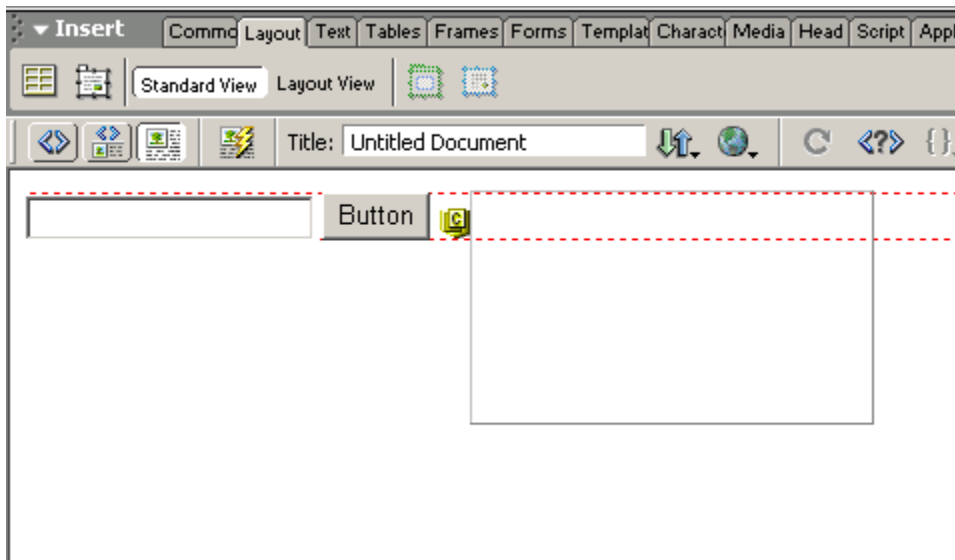 Insert Commo Layout Text Tables Frames Forms Templat Charact Media Head Script Appl
Standard View Layout View
Title: Untitled Document
Button
C